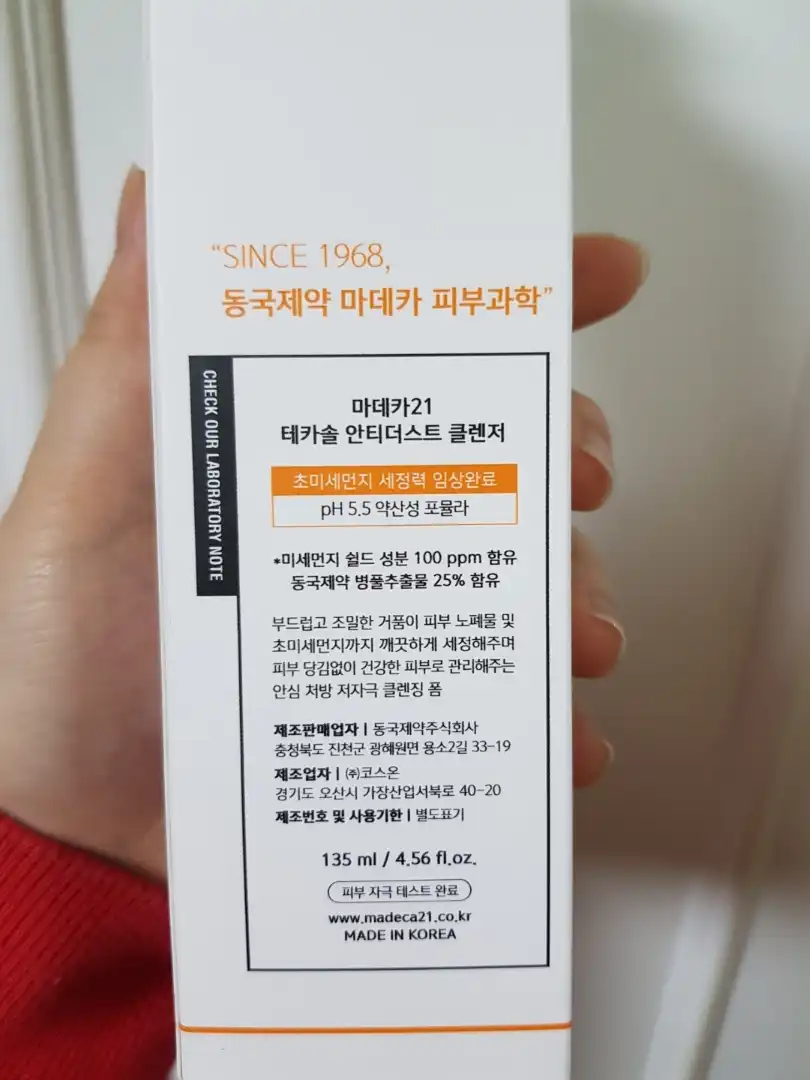 “SINCE 1968,
동국제약 마데카 피부과학”
CHECK OUR LABORATORY NOTE
마데카21
테카솔 안티더스트 클렌저
초미세먼지 세정력 임상완료
pH 5.5 약산성 포뮬라
*미세먼지 쉴드 성분 100 ppm 함유
동국제약 병풀추출물 25% 함유
부드럽고 조밀한 거품이 피부 노폐물 및
초미세먼지까지 깨끗하게 세정해주며
피부 당김없이 건강한 피부로 관리해주는
안심 처방 저자극 클렌징 폼
제조판매업자 | 동국제약주식회사
충청북도 진천군 광혜원면 용소2길 33-19
제조업자 | ㈜코스온
경기도 오산시 가장산업서북로 40-20
제조번호 및 사용기한 | 별도표기
135 ml / 4.56 fl.oz.
피부 자극 테스트 완료
www.madeca21.co.kr
MADE IN KOREA